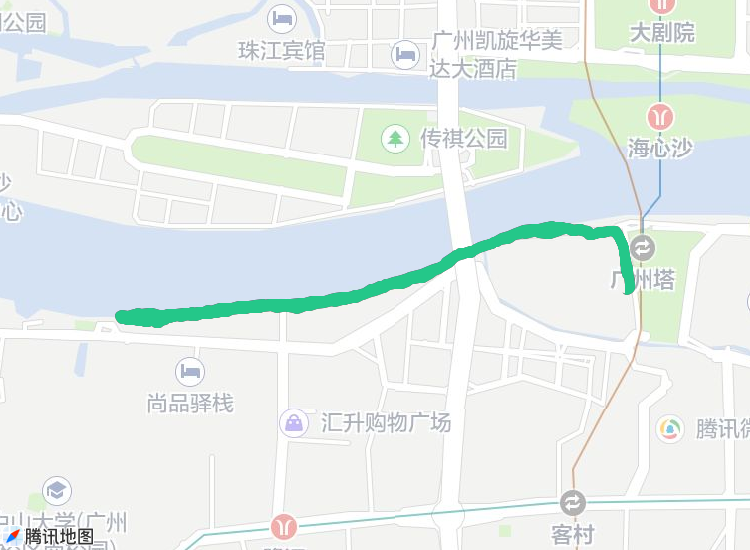 公园
大剧院
珠江宾馆
广州凯旋华美
达大酒店
传祺公园
海心沙
沙
心
广州塔
尚品驿栈
汇升购物广场
腾讯微
中山大学(广州
腾讯地图
客村